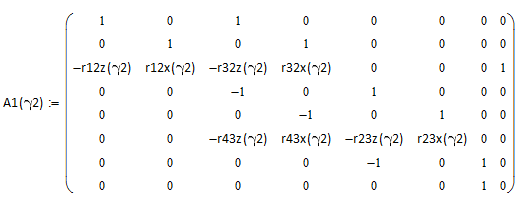 1 0 1 0 0 0 0 0
0 1 0 1 0 0 0 0
−r12z(γ2) r12x(γ2) −r32z(γ2) r32x(γ2) 0 0 0 1
A1(γ2) := 0 0 −1 0 1 0 0 0
0 0 0 −1 0 1 0 0
0 0 −r43z(γ2) r43x(γ2) −r23z(γ2) r23x(γ2) 0 0
0 0 0 0 −1 0 1 0
0 0 0 0 0 0 1 0